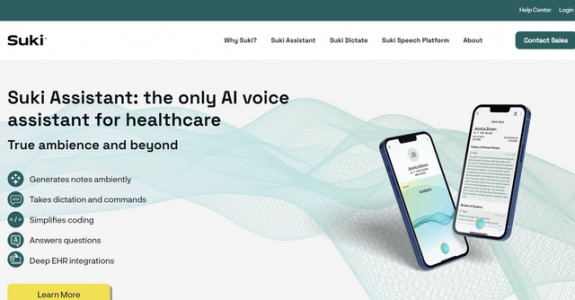 Help Center Login
Suki
Why Suki? Suki Assistant Suki Dictate Suki Speech Platform About Contact Sales
Suki Assistant: the only AI voice
assistant for healthcare
True ambience and beyond
Generates notes ambiently
Takes dictation and commands
Simplifies coding
Answers questions
Deep EHR integrations
Learn More
Jessica Brown
Jessica Brown